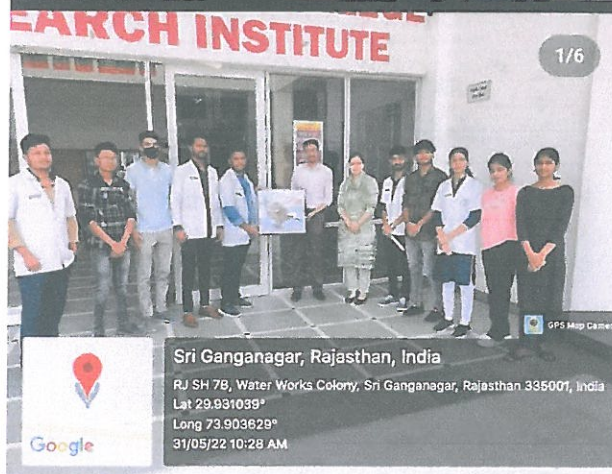 EARCH INSTITUTE
1/6
GPS Map Camera
Sri Ganganagar, Rajasthan, India
RJ SH 7B, Water Works Colony, Sri Ganganagar, Rajasthan 335001, India
Lat 29.931039°
Long 73.903629°
31/05/22 10:28 AM
Google